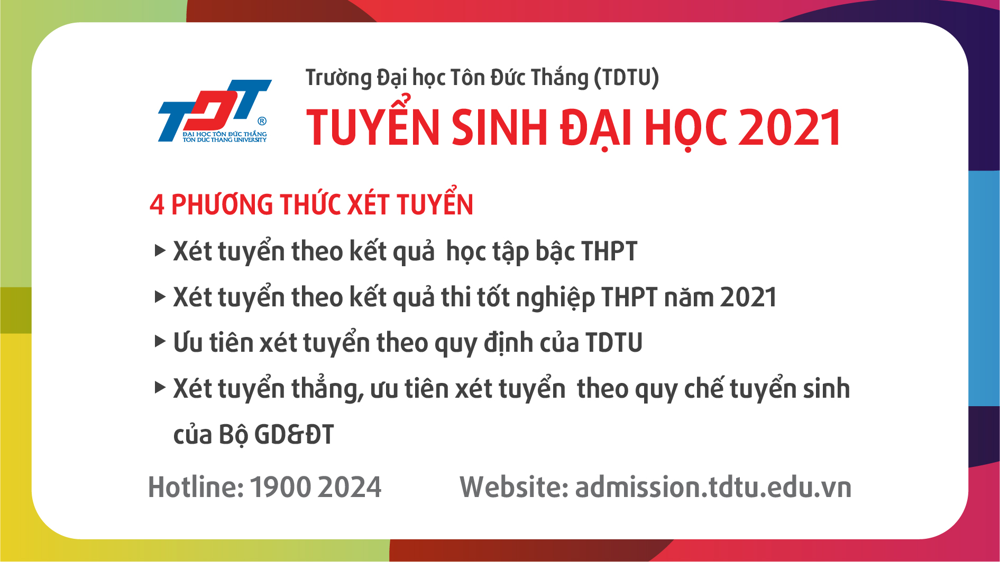 TDT®
ĐẠI HỌC TÔN ĐỨC THẮNG
TON DUC THANG UNIVERSITY
Trường Đại học Tôn Đức Thắng (TDTU)
TUYỂN SINH ĐẠI HỌC 2021
4 PHƯƠNG THỨC XÉT TUYỂN
▶ Xét tuyển theo kết quả học tập bậc THPT
▶ Xét tuyển theo kết quả thi tốt nghiệp THPT năm 2021
▶ Ưu tiên xét tuyển theo quy định của TDTU
▶ Xét tuyển thẳng, ưu tiên xét tuyển theo quy chế tuyển sinh
của Bộ GD&ĐT
Hotline: 1900 2024 Website: admission.tdtu.edu.vn